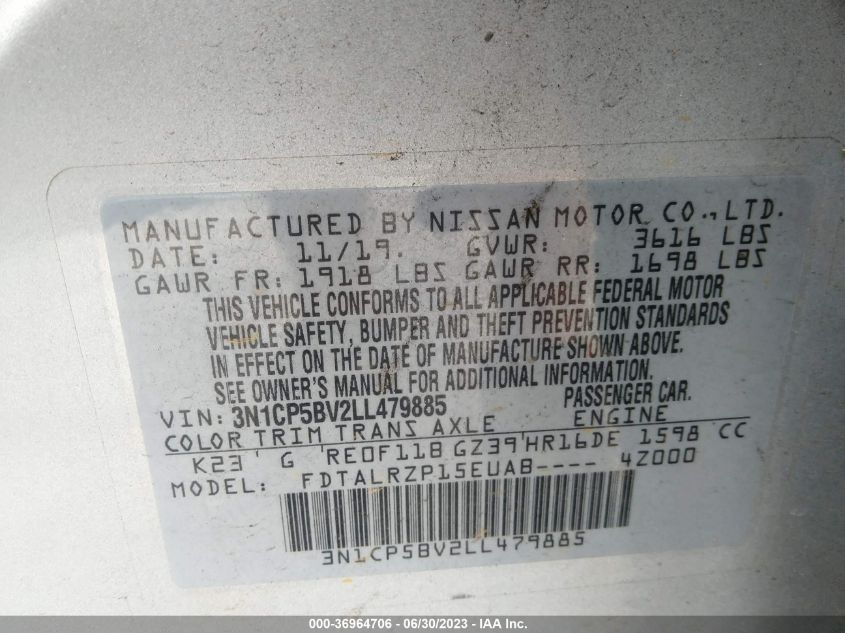 MANUFACTURED BY NISSAN MOTOR CO., LTD.
DATE: 11/19. GVWR: 3616 LBS
GAWR FR: 1918 LBS GAWR RR: 1698 LBS
THIS VEHICLE CONFORMS TO ALL APPLICABLE FEDERAL MOTOR
VEHICLE SAFETY, BUMPER AND THEFT PREVENTION STANDARDS
IN EFFECT ON THE DATE OF MANUFACTURE SHOWN ABOVE.
SEE OWNER'S MANUAL FOR ADDITIONAL INFORMATION.
VIN: 3N1CP5BV2LL479885 PASSENGER CAR.
COLOR TRIM TRANS AXLE ENGINE
K23 ' G 'RE0F11B GZ39'HR16DE 1598 CC
MODEL: FDTALRZP15EUAB---- 4Z000
3N1CP5BV2LL479885
000-36964706 - 06/30/2023 - IAA Inc.